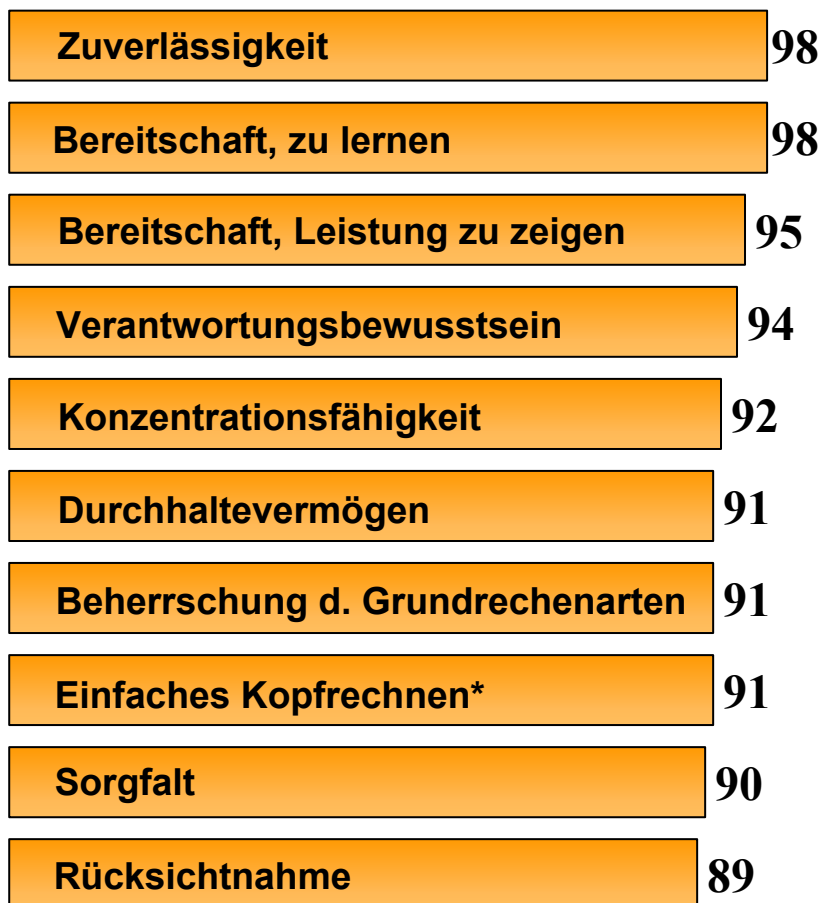 Zuverlässigkeit 98
Bereitschaft, zu lernen 98
Bereitschaft, Leistung zu zeigen 95
Verantwortungsbewusstsein 94
Konzentrationsfähigkeit 92
Durchhaltevermögen 91
Beherrschung d. Grundrechenarten 91
Einfaches Kopfrechnen* 91
Sorgfalt 90
Rücksichtnahme 89